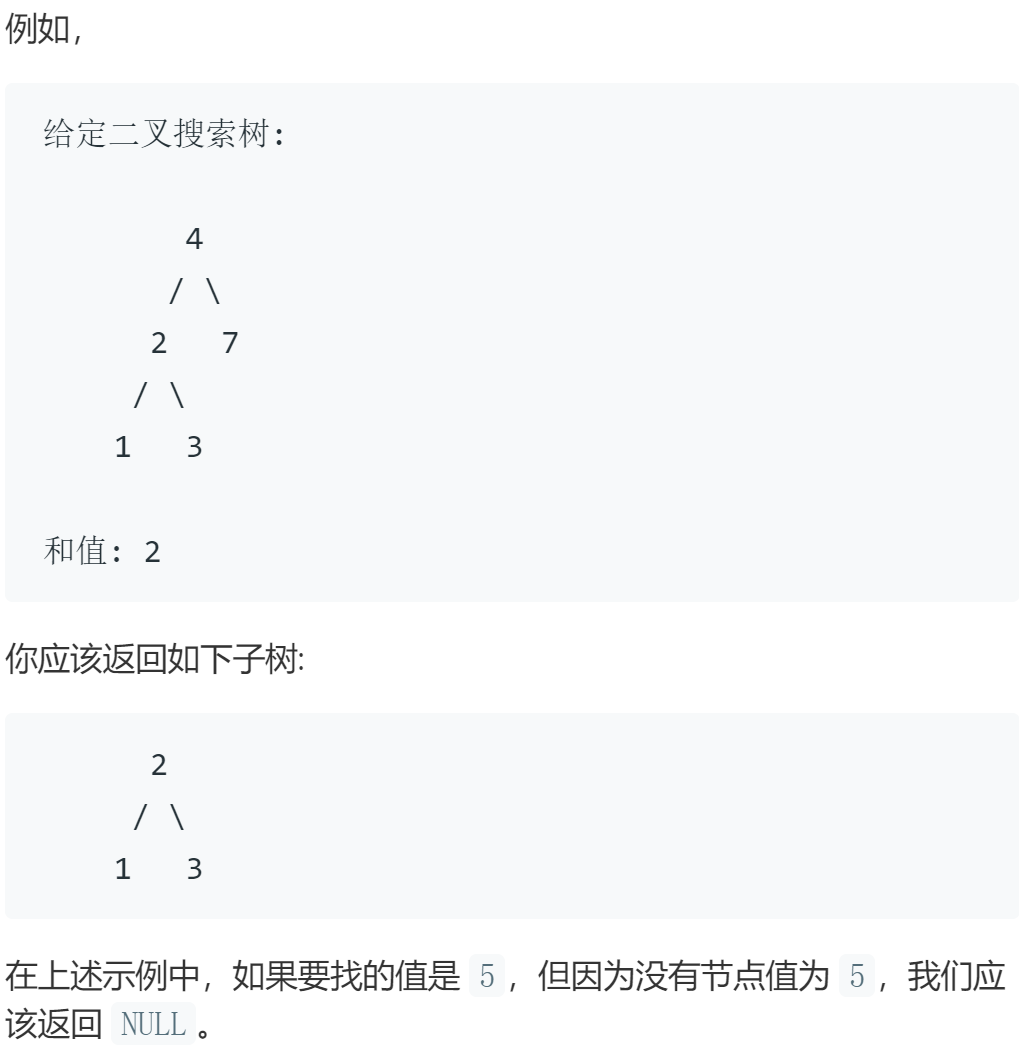 例如，
给定二叉搜索树:
4
/ \
2   7
/ \
1   3
和值: 2
你应该返回如下子树:
2
/ \
1   3
在上述示例中，如果要找的值是 5，但因为没有节点值为 5，我们应
该返回 NULL。